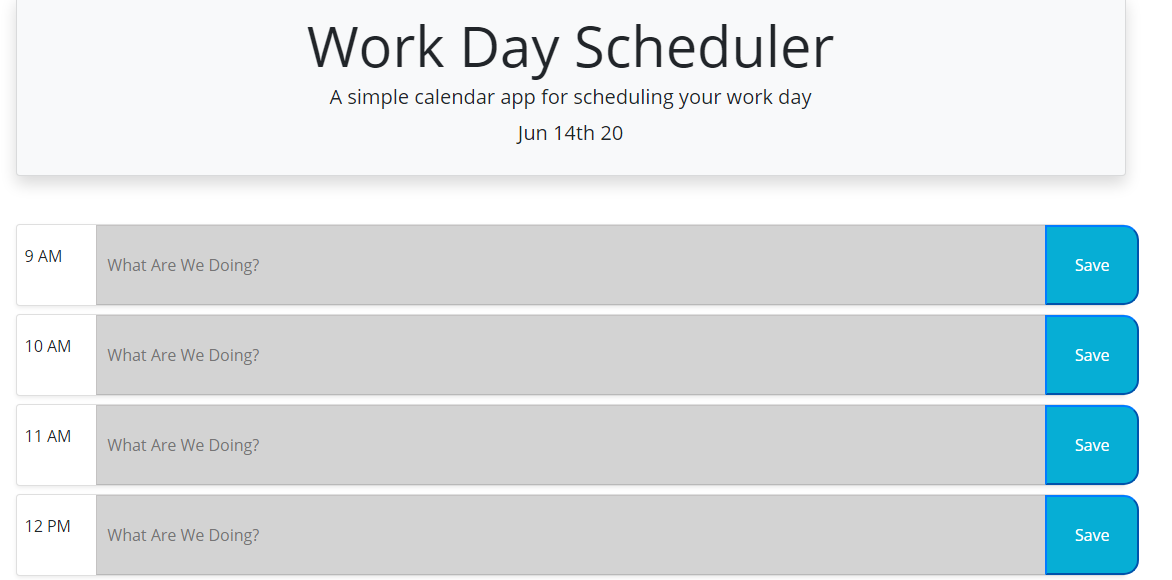 Work Day Scheduler
A simple calendar app for scheduling your work day
Jun 14th 20
9 AM What Are We Doing? Save
10 AM What Are We Doing? Save
11 AM What Are We Doing? Save
12 PM What Are We Doing? Save